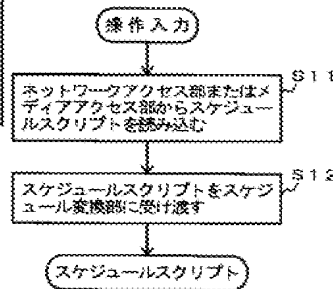 操作入力
S11
ネットワークアクセス部またはメ
ディアアクセス部からスケジュー
ルスクリプトを読み込む
S12
スケジュールスクリプトをスケジ
ュール変換部に受け渡す
スケジュールスクリプト